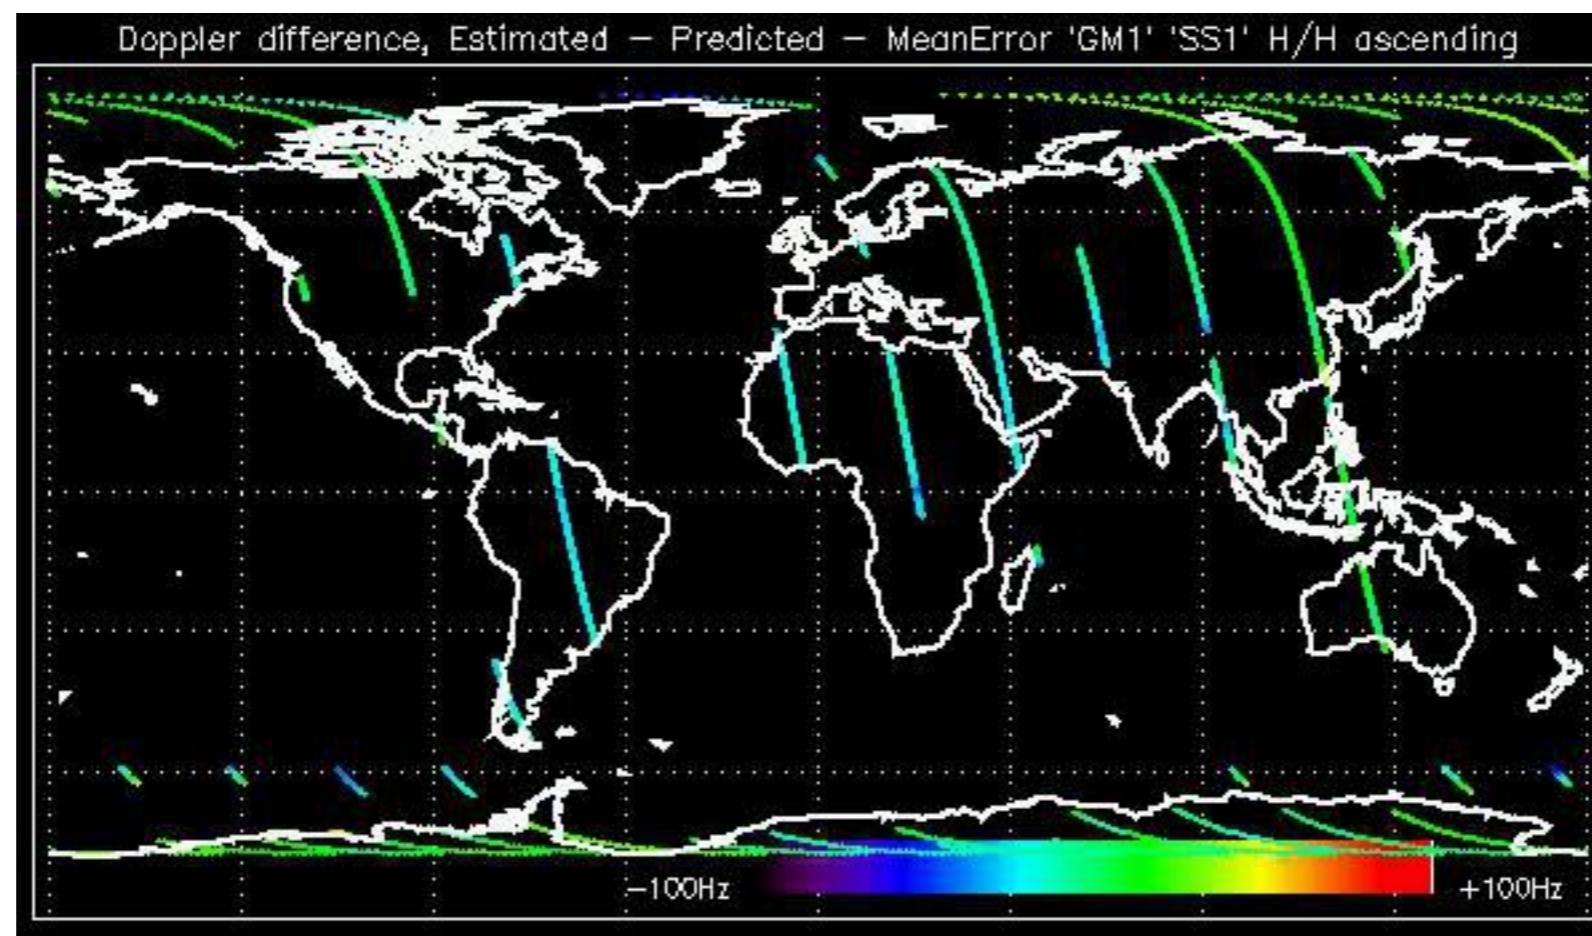 Doppler difference, Estimated − Predicted − MeanError 'GM1' 'SS1' H/H ascending
−100Hz
+100Hz